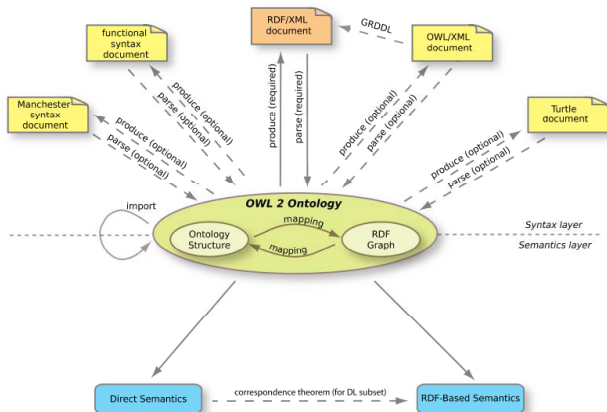 RDF/XML
document
functional
syntax
document
GRDDL
OWL/XML
document
Manchester
syntax
document
Turtle
document
produce (optional)
parse (optional)
produce (optional)
parse (optional)
produce (required)
parse (required)
produce (optional)
parse (optional)
produce (optional)
parse (optional)
OWL 2 Ontology
import
mapping
Ontology
Structure
RDF
Graph
mapping
Syntax layer
Semantics layer
Direct Semantics
correspondence theorem (for DL subset)
RDF-Based Semantics